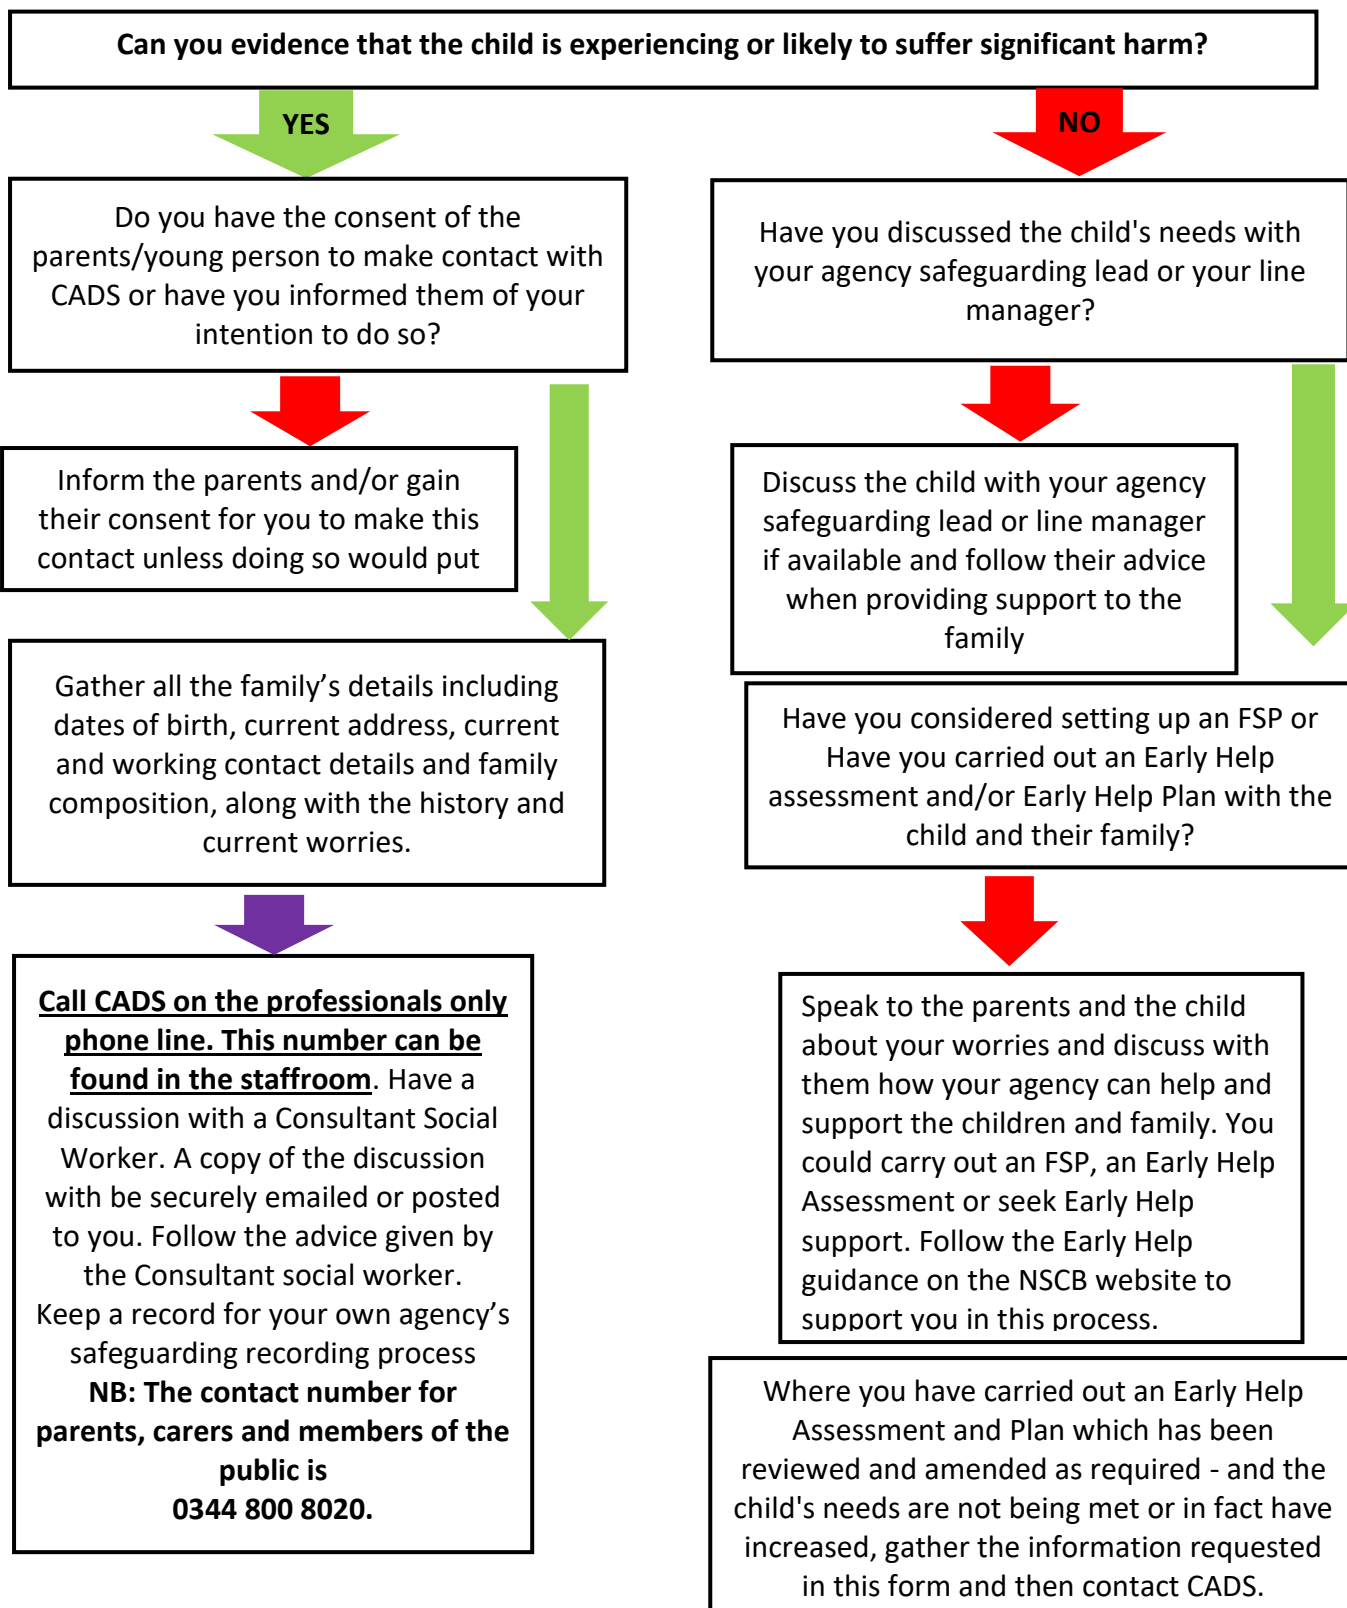 Can you evidence that the child is experiencing or likely to suffer significant harm?
YES
NO
Do you have the consent of the
parents/young person to make contact with
CADS or have you informed them of your
intention to do so?
Have you discussed the child's needs with
your agency safeguarding lead or your line
manager?
Inform the parents and/or gain
their consent for you to make this
contact unless doing so would put
Discuss the child with your agency
safeguarding lead or line manager
if available and follow their advice
when providing support to the
family
Gather all the family’s details including
dates of birth, current address, current
and working contact details and family
composition, along with the history and
current worries.
Have you considered setting up an FSP or
Have you carried out an Early Help
assessment and/or Early Help Plan with the
child and their family?
Call CADS on the professionals only
phone line. This number can be
found in the staffroom. Have a
discussion with a Consultant Social
Worker. A copy of the discussion
with be securely emailed or posted
to you. Follow the advice given by
the Consultant social worker.
Keep a record for your own agency’s
safeguarding recording process
NB: The contact number for
parents, carers and members of the
public is
0344 800 8020.
Speak to the parents and the child
about your worries and discuss with
them how your agency can help and
support the children and family. You
could carry out an FSP, an Early Help
Assessment or seek Early Help
support. Follow the Early Help
guidance on the NSCB website to
support you in this process.
Where you have carried out an Early Help
Assessment and Plan which has been
reviewed and amended as required - and the
child's needs are not being met or in fact have
increased, gather the information requested
in this form and then contact CADS.